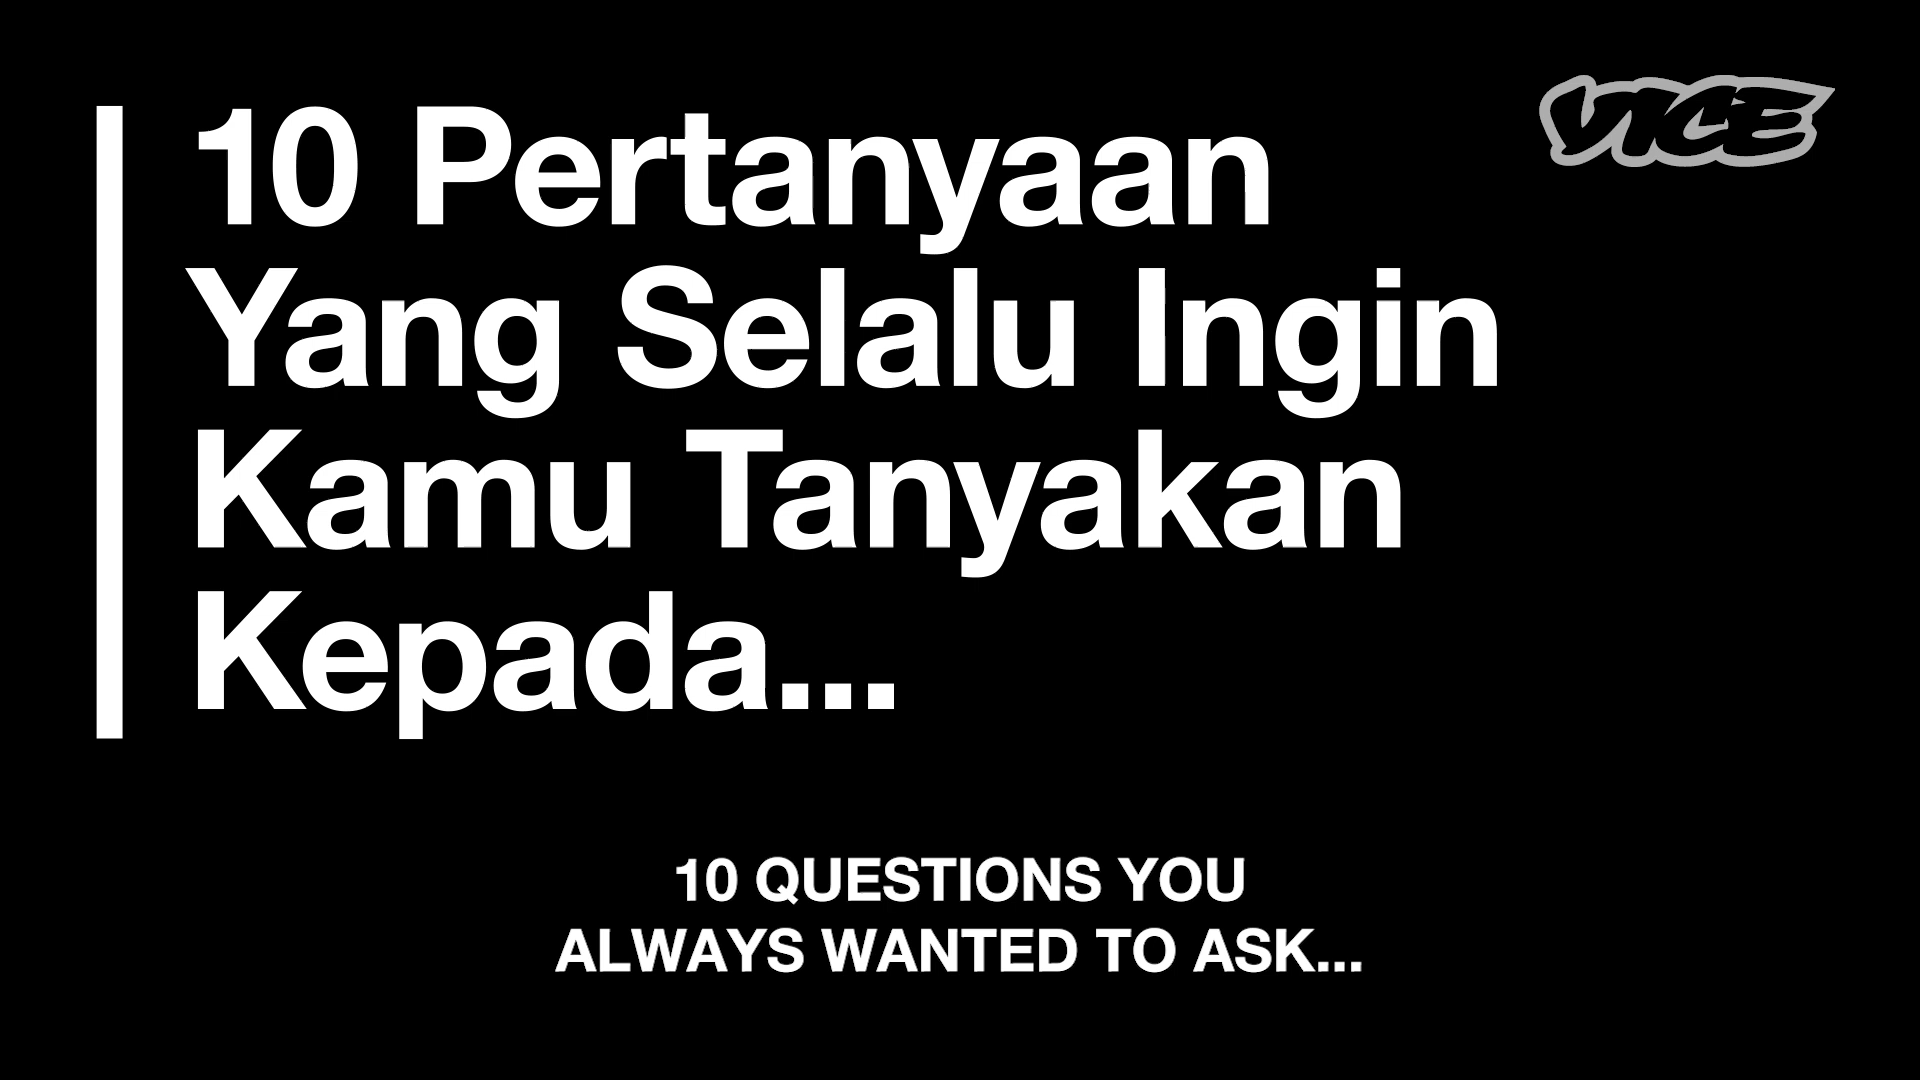 10 Pertanyaan
VICE
Yang Selalu Ingin
Kamu Tanyakan
Kepada...
10 QUESTIONS YOU
ALWAYS WANTED TO ASK...